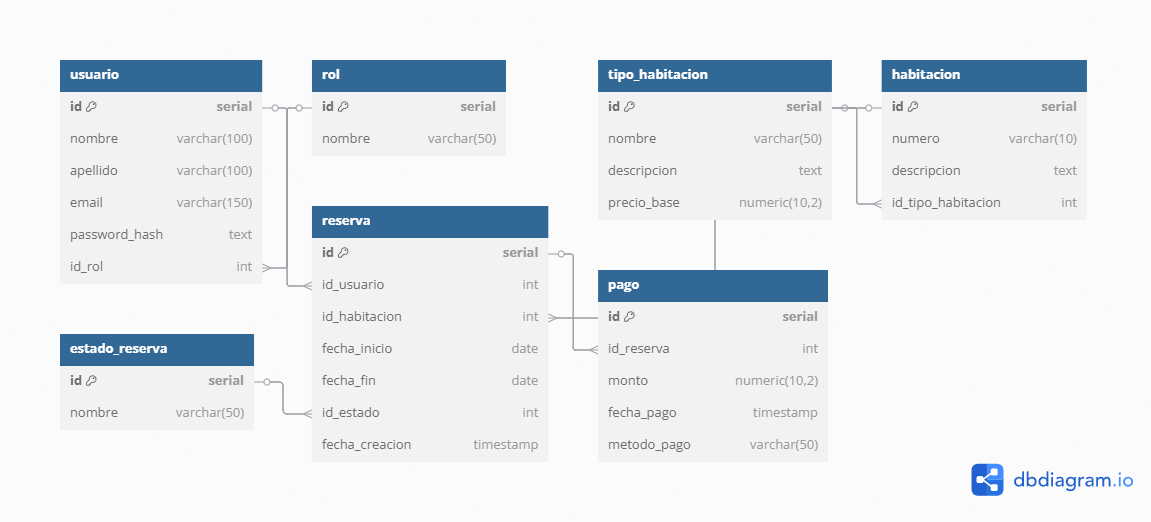 usuario
id serial
nombre varchar(100)
apellido varchar(100)
email varchar(150)
password_hash text
id_rol int
rol
id serial
nombre varchar(50)
tipo_habitacion
id serial
nombre varchar(50)
descripcion text
precio_base numeric(10,2)
habitacion
id serial
numero varchar(10)
descripcion text
id_tipo_habitacion int
reserva
id serial
id_usuario int
id_habitacion int
fecha_inicio date
fecha_fin date
id_estado int
fecha_creacion timestamp
pago
id serial
id_reserva int
monto numeric(10,2)
fecha_pago timestamp
metodo_pago varchar(50)
estado_reserva
id serial
nombre varchar(50)
dbdiagram.io